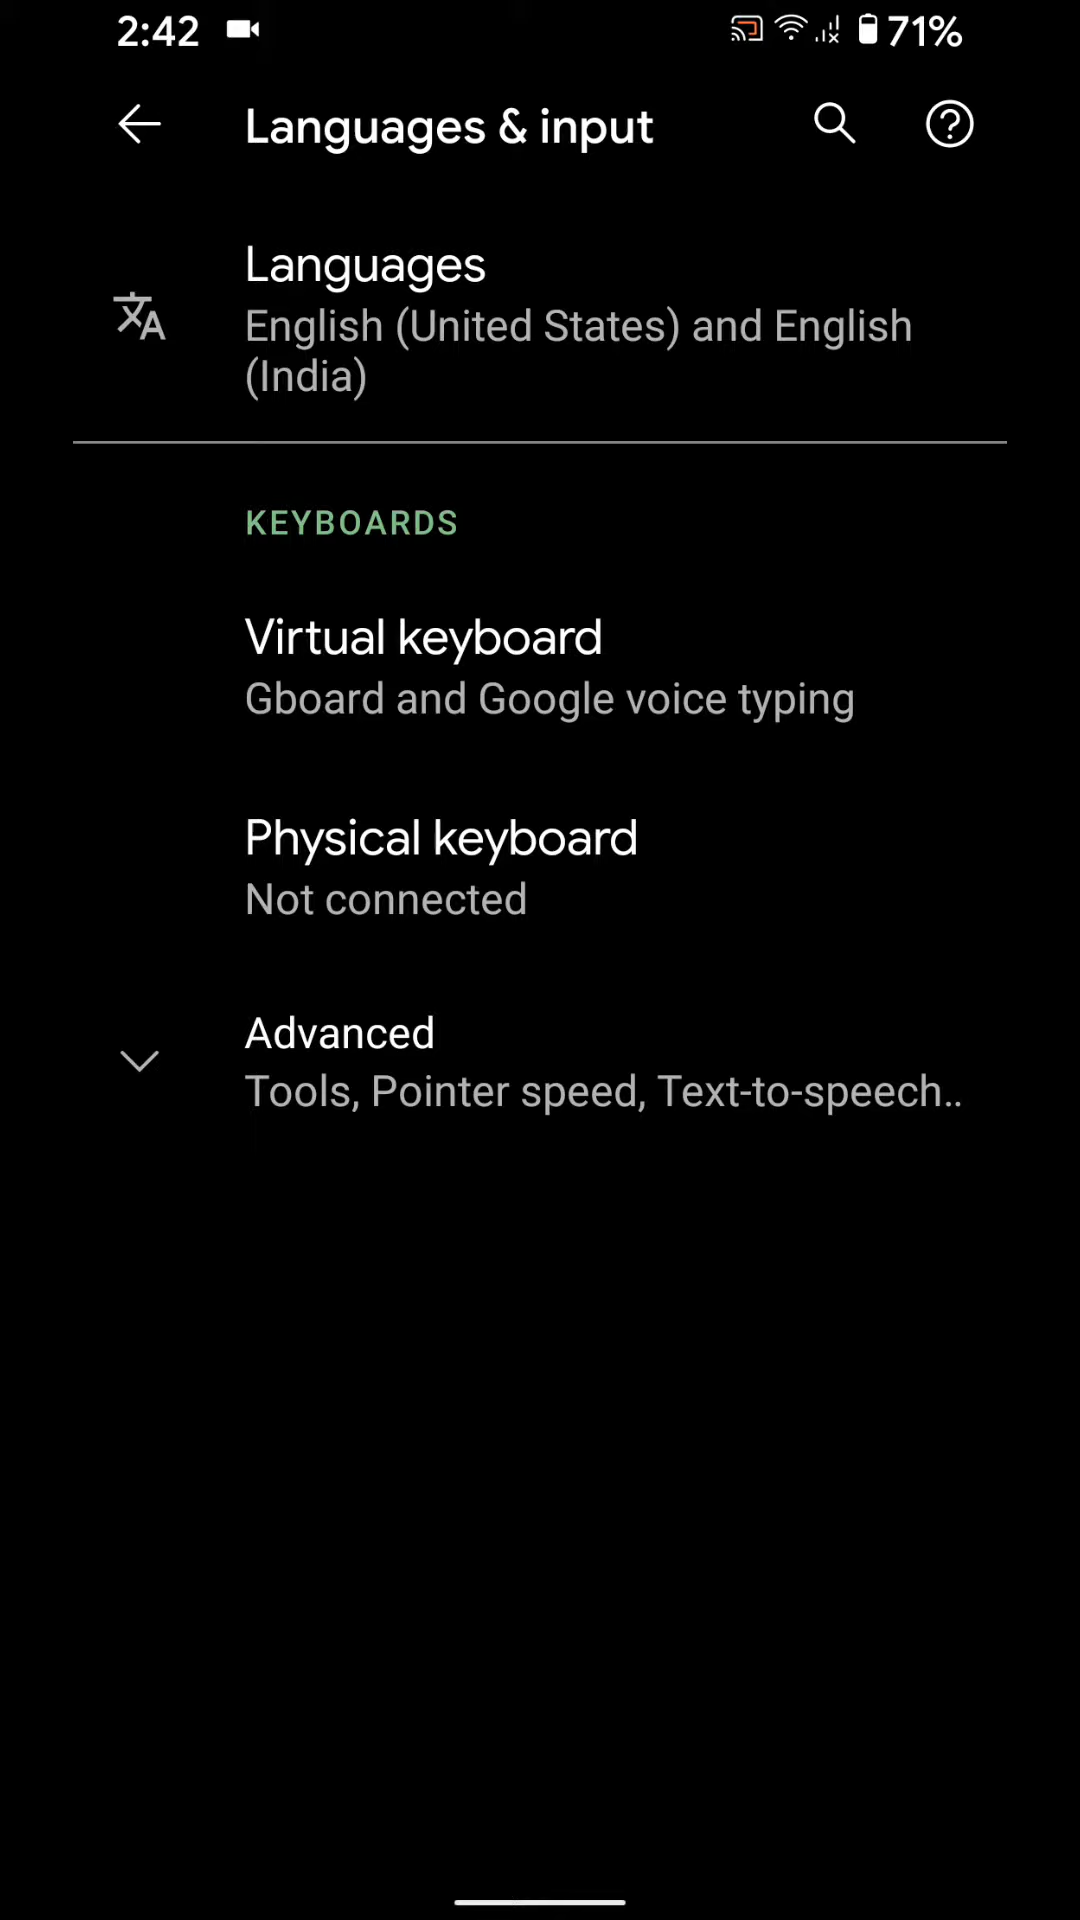 2:42 71%
Languages & input
Languages
English (United States) and English
(India)
KEYBOARDS
Virtual keyboard
Gboard and Google voice typing
Physical keyboard
Not connected
Advanced
Tools, Pointer speed, Text-to-speech..